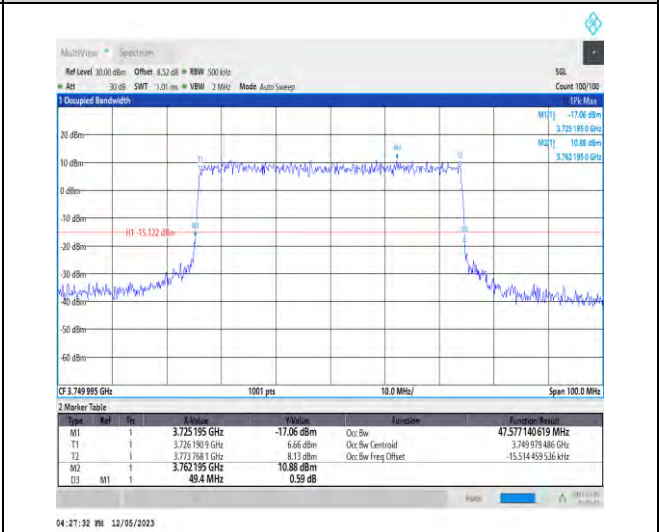 MultiView Spectrum
Ref Level 30.00 dBm Offset 8.52 dB RBW 500 kHz SGL
Att 30 dB SWT 1.01 ms VBW 2 MHz Mode Auto Sweep Count 100/100
1 Occupied Bandwidth 1Pk Max
M1[1] -17.06 dBm
3.725 195 0 GHz
20 dBm M2[1] 10.88 dBm
3.762 195 0 GHz
M2
T1 T2
10 dBm
0 dBm
-10 dBm
M1 D3
H1 -15.122 dBm
-20 dBm
-30 dBm
-40 dBm
-50 dBm
-60 dBm
CF 3.749 995 GHz 1001 pts 10.0 MHz/ Span 100.0 MHz
2 Marker Table
Type Ref Trc X-Value Y-Value Function Function Result
M1 1 3.725 195 GHz -17.06 dBm Occ Bw 47.577 140 619 MHz
T1 1 3.726 190 9 GHz 6.66 dBm Occ Bw Centroid 3.749 979 486 GHz
T2 1 3.773 768 1 GHz 8.13 dBm Occ Bw Freq Offset -15.514 459 536 kHz
M2 1 3.762 195 GHz 10.88 dBm
D3 M1 1 49.4 MHz 0.59 dB
04:27:32 PM 12/05/2023